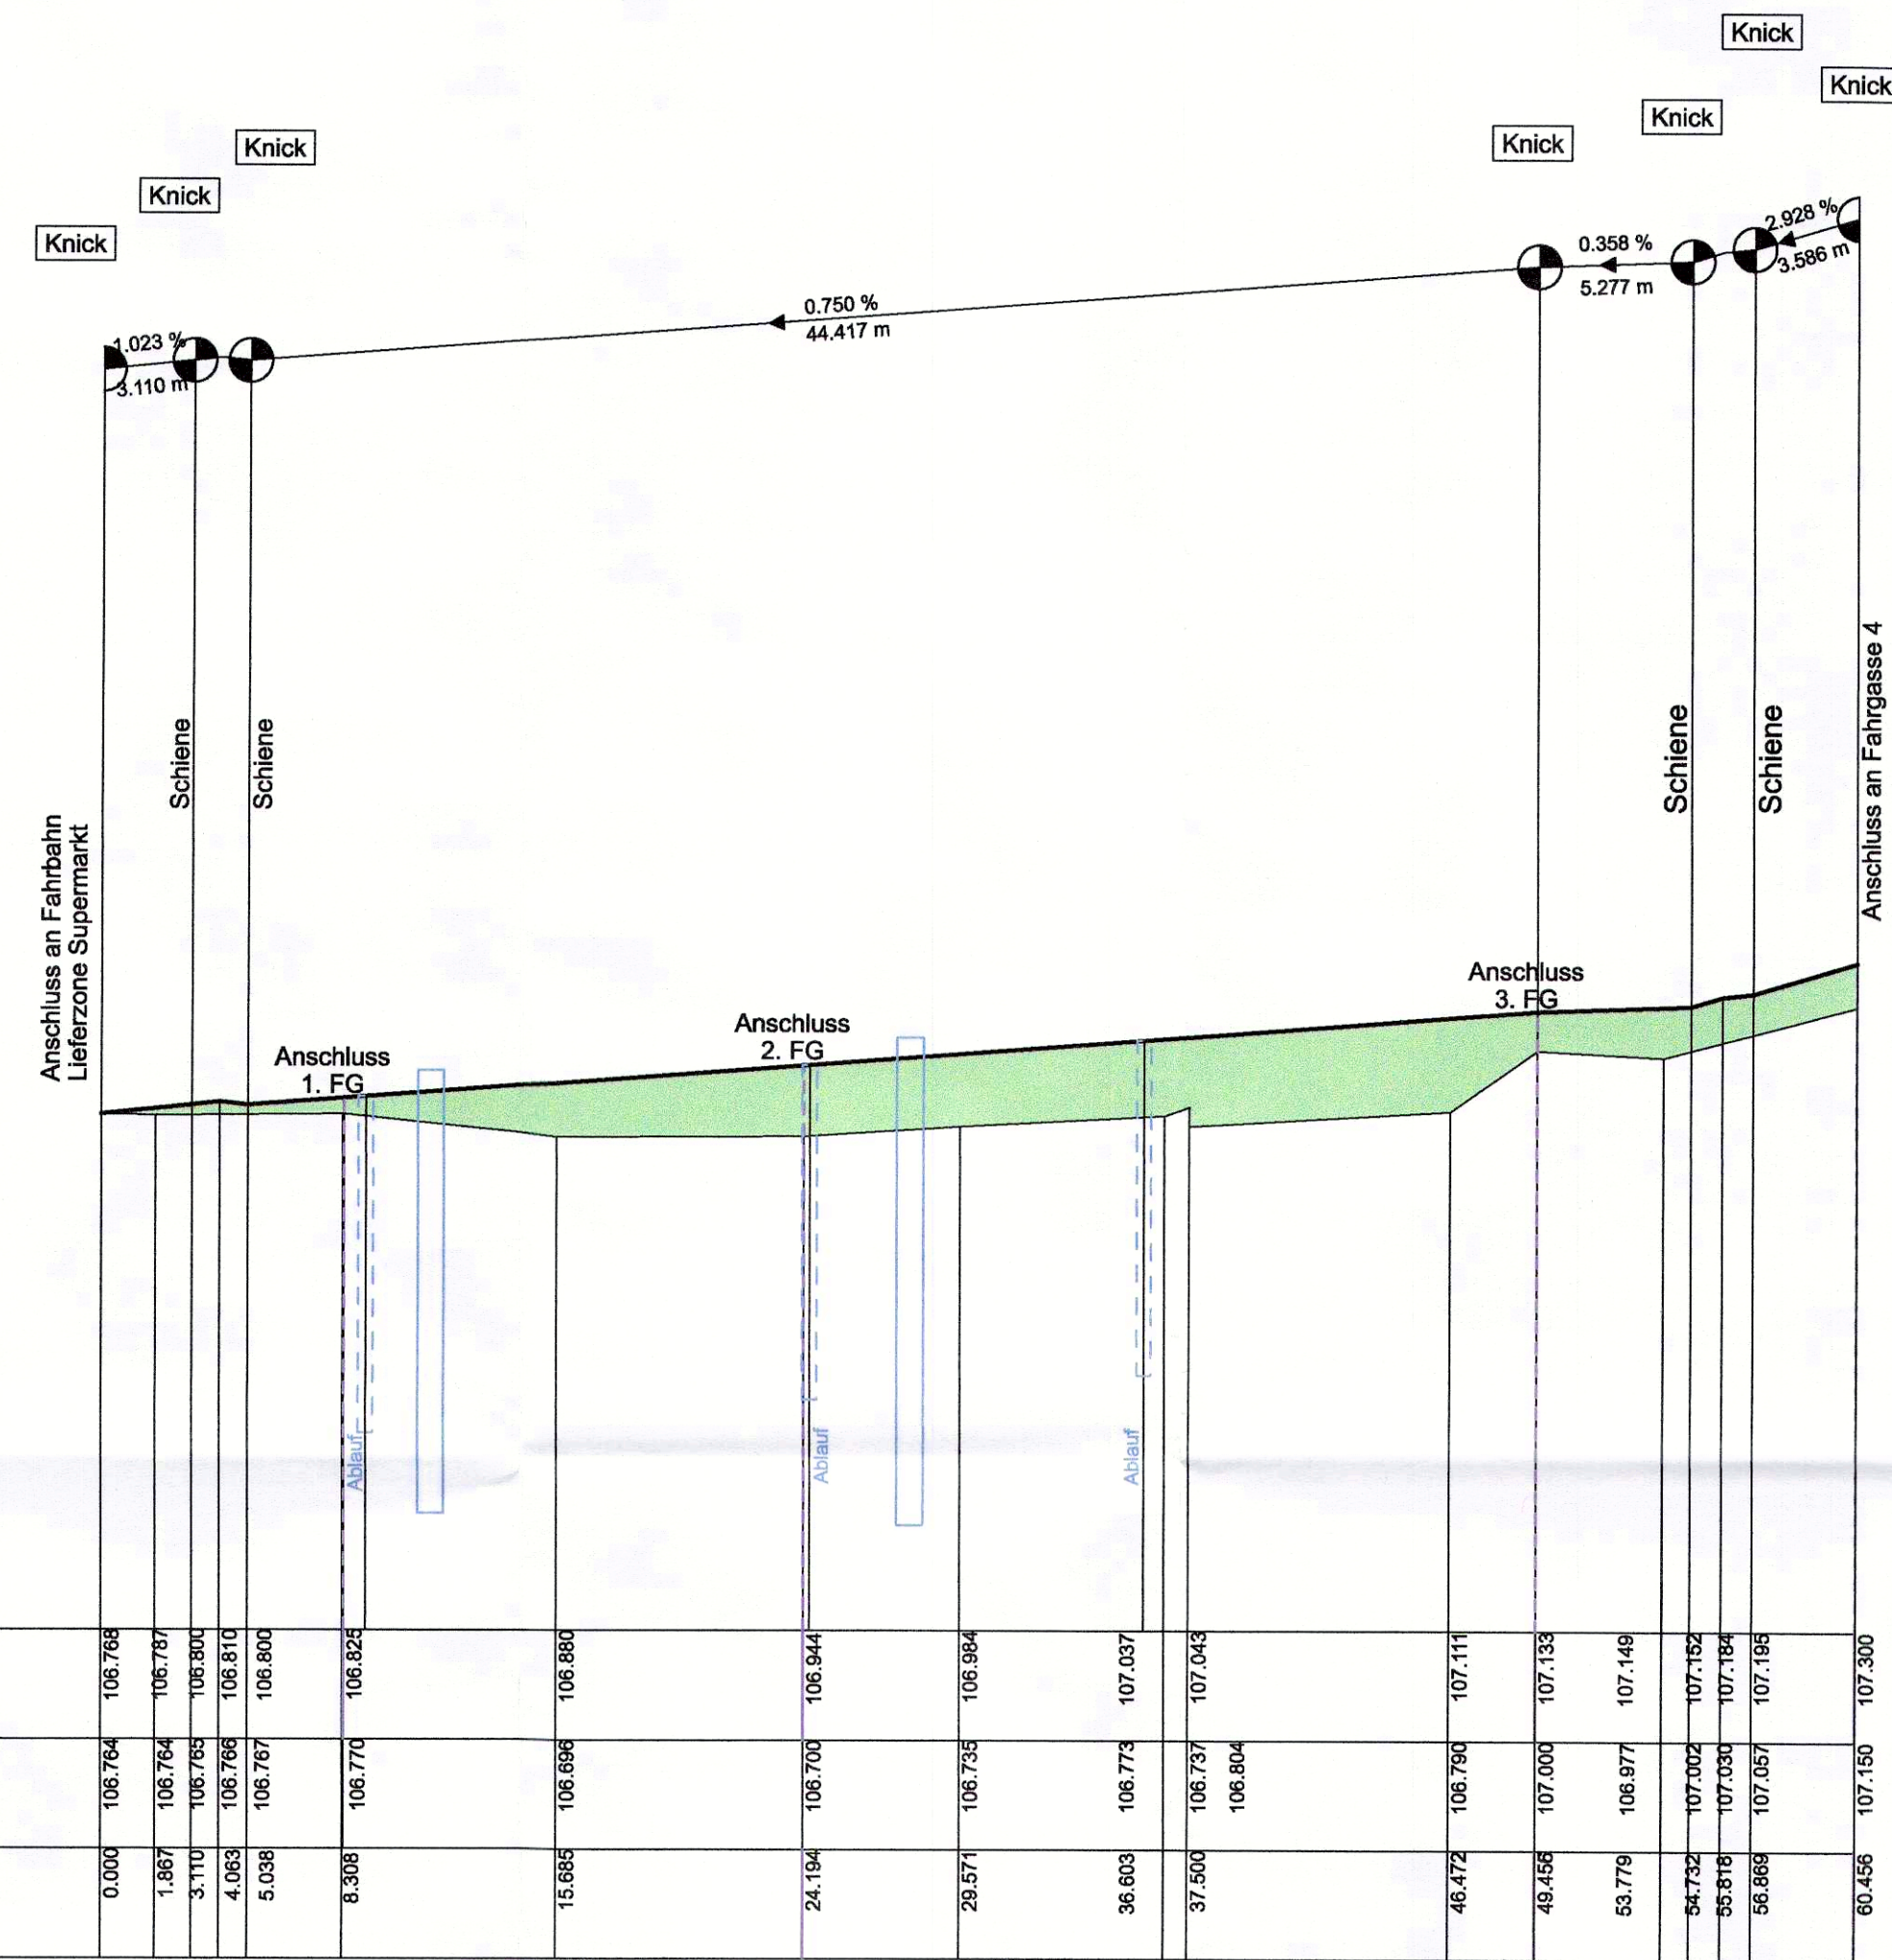 Knick
Knick
Knick
Knick
Knick
Knick
Knick
1.023 %
3.110 m
0.750 %
44.417 m
0.358 %
5.277 m
2.928 %
3.586 m
Anschluss an Fahrbahn
Lieferzone Supermarkt
Schiene
Schiene
Schiene
Schiene
Anschluss an Fahrgasse 4
Anschluss
1. FG
Anschluss
2. FG
Anschluss
3. FG
Ablauf
Ablauf
Ablauf
106.768 106.787 106.800 106.810 106.800 106.825 106.880 106.944 106.984 107.037 107.043 107.111 107.133 107.149 107.152 107.184 107.195 107.300
106.764 106.764 106.765 106.766 106.767 106.770 106.696 106.700 106.735 106.773 106.737 106.804 106.790 107.000 106.977 107.002 107.030 107.057 107.150
0.000 1.867 3.110 4.063 5.038 8.308 15.685 24.194 29.571 36.603 37.500 46.472 49.456 53.779 54.732 55.818 56.869 60.456